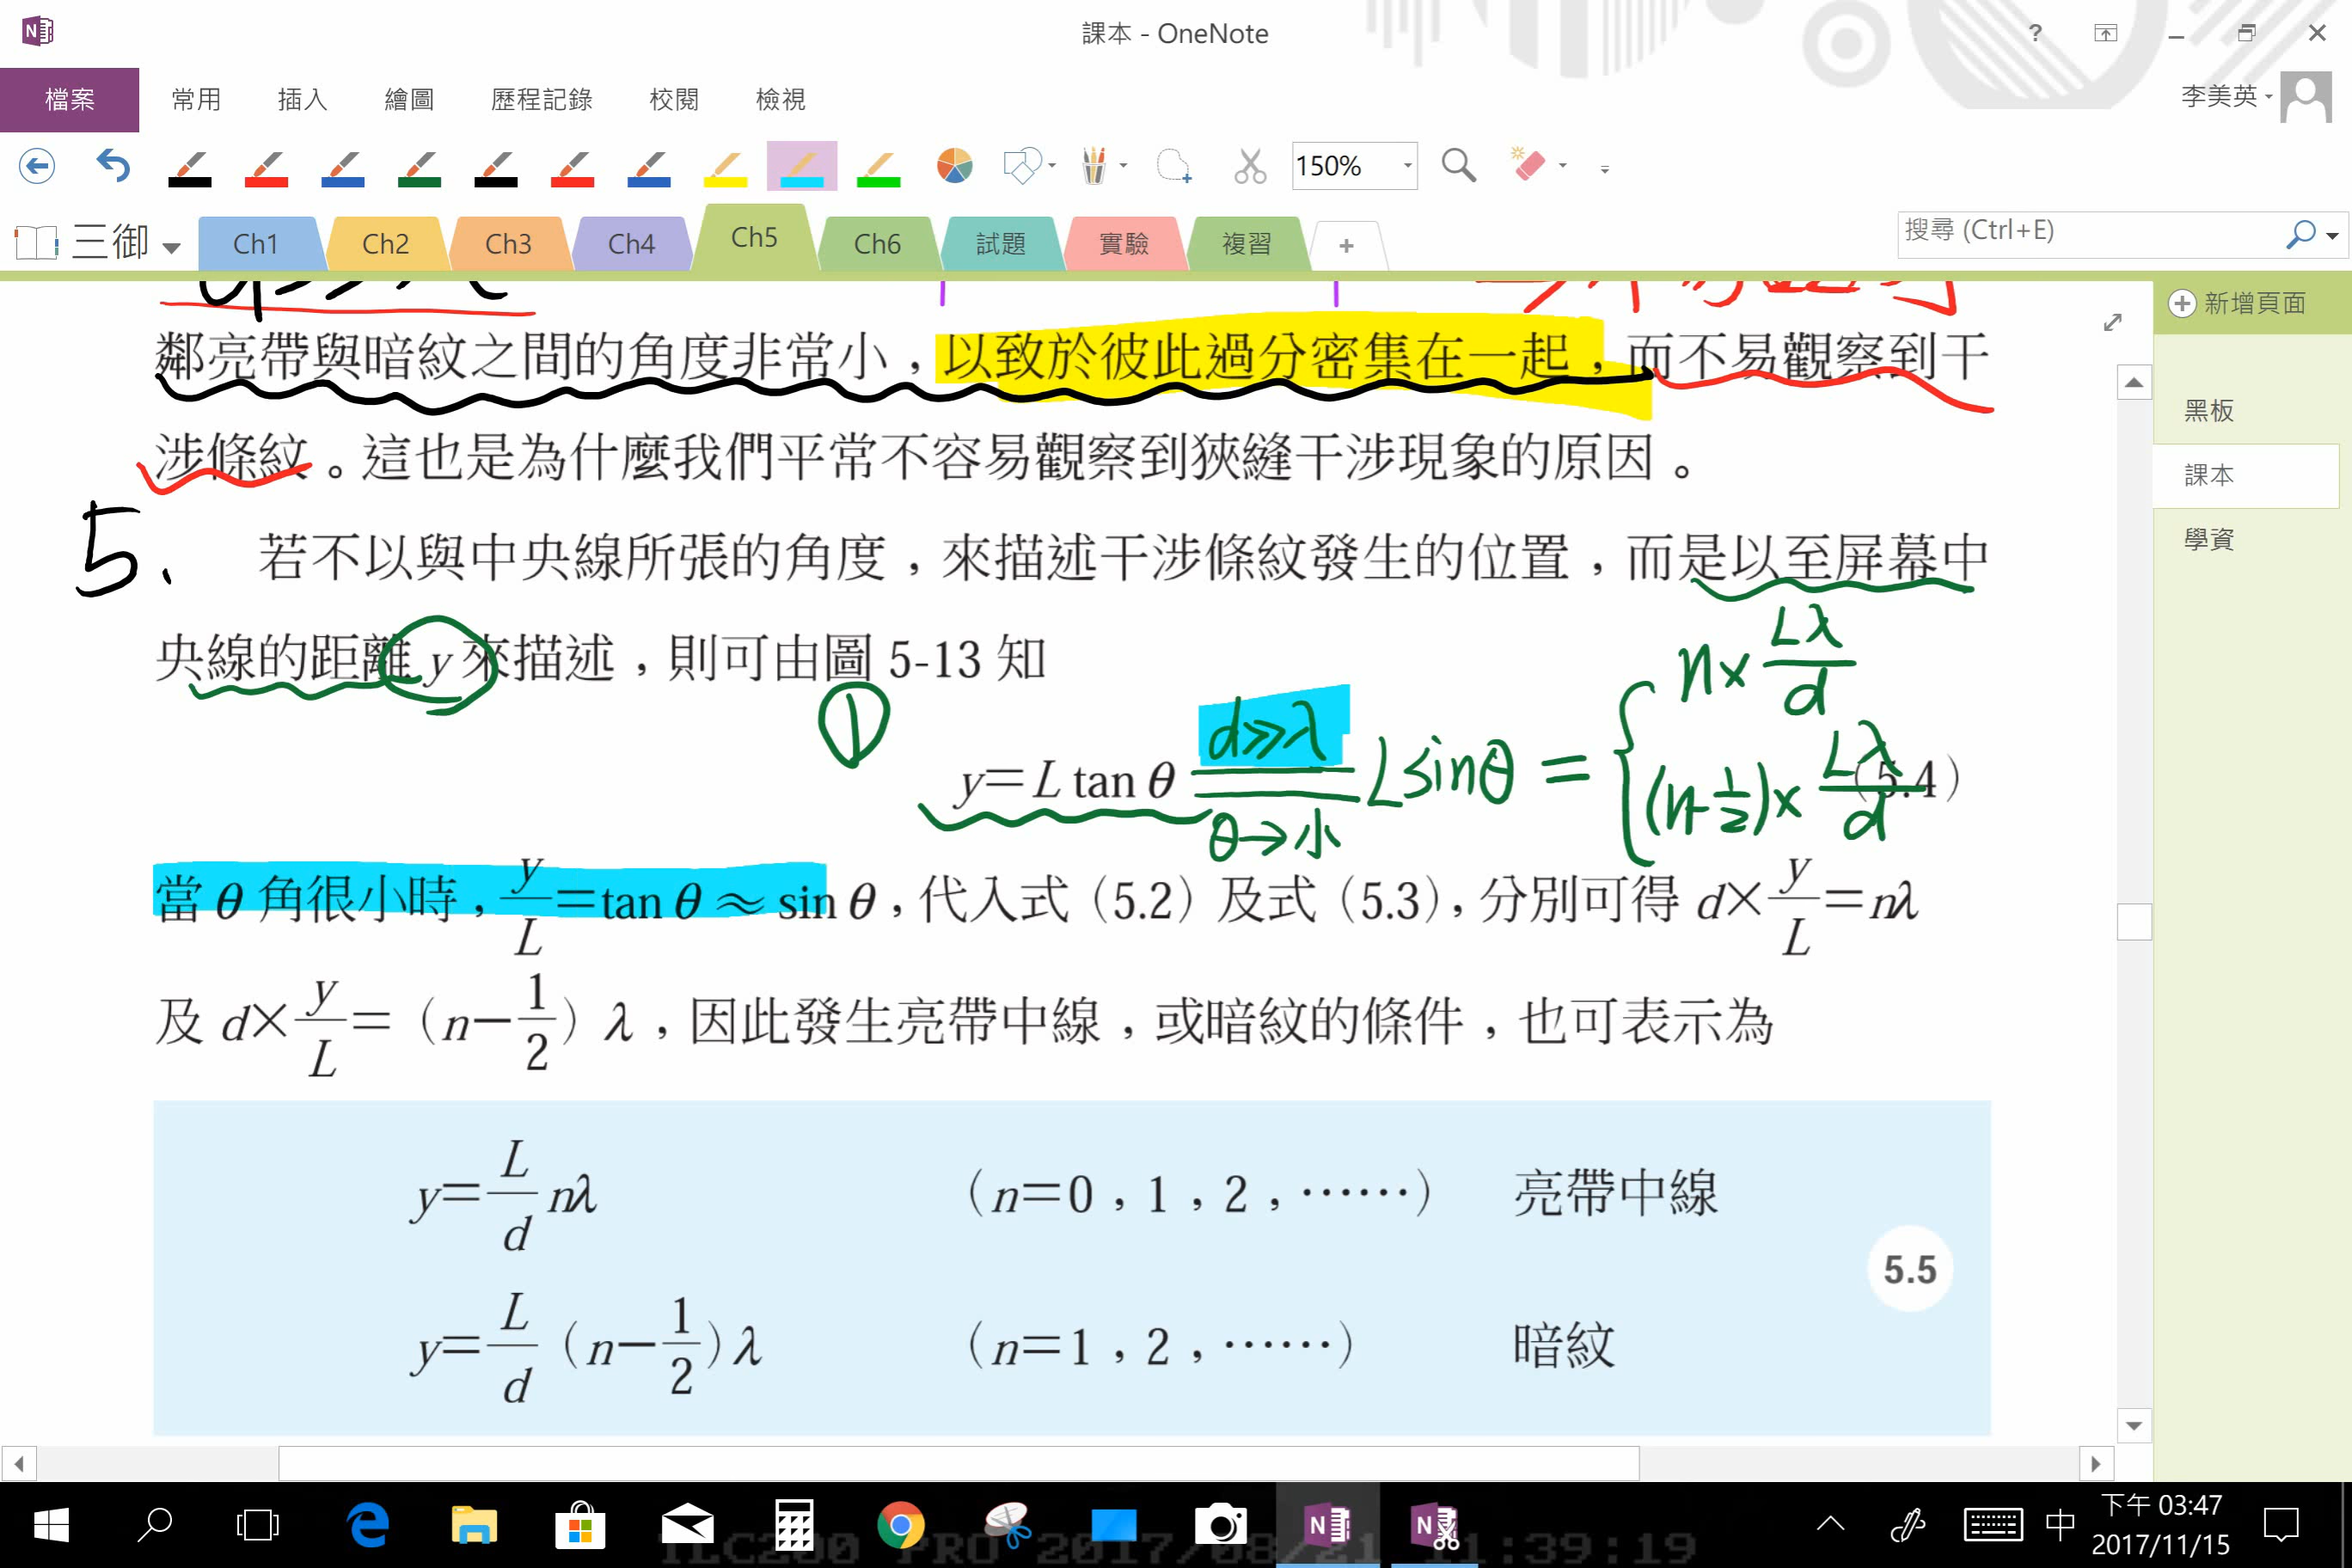 課本 - OneNote
?
檔案 常用 插入 繪圖 歷程記錄 校閱 檢視
李美英
150%
三御 Ch1 Ch2 Ch3 Ch4 Ch5 Ch6 試題 實驗 複習 +
搜尋 (Ctrl+E)
新增頁面
黑板
課本
學資
鄰亮帶與暗紋之間的角度非常小，以致於彼此過分密集在一起，而不易觀察到干
涉條紋。這也是為什麼我們平常不容易觀察到狹縫干涉現象的原因。
5.
若不以與中央線所張的角度，來描述干涉條紋發生的位置，而是以至屏幕中
央線的距離 y 來描述，則可由圖 5-13 知
①
y=L tan θ d≫λ θ→小 L sinθ = { n× Lλ/d
(n-1/2)× Lλ/d
(5.4)
當 θ 角很小時，y/L=tan θ≈sin θ，代入式（5.2）及式（5.3），分別可得 d×y/L=nλ
及 d×y/L=（n−1/2）λ，因此發生亮帶中線，或暗紋的條件，也可表示為
y=L/d nλ （n=0，1，2，……） 亮帶中線
5.5
y=L/d（n−1/2）λ （n=1，2，……） 暗紋
中
下午 03:47
2017/11/15
ILC200 PRO 2017/08/21 11:39:19